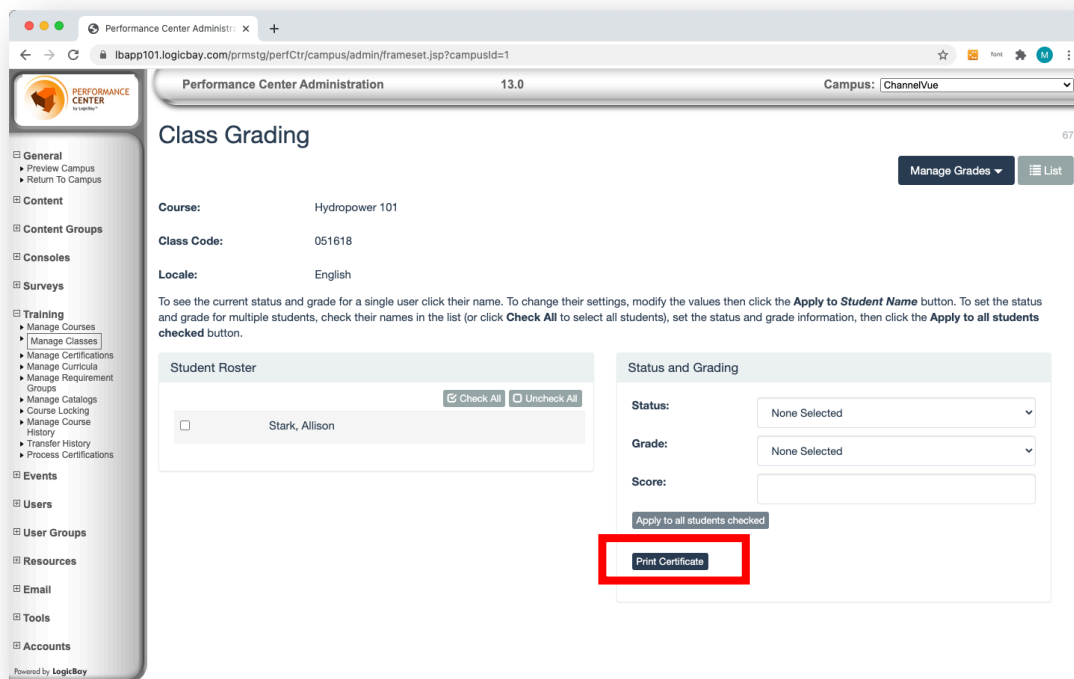 Performance Center Administra
lbapp101.logicbay.com/prmstg/perfCtr/campus/admin/frameset.jsp?campusId=1
font
M
PERFORMANCE
CENTER
by LogicBay
Performance Center Administration 13.0 Campus: ChannelVue
Class Grading
67
Manage Grades List
General
Preview Campus
Return To Campus
Content
Content Groups
Consoles
Surveys
Training
Manage Courses
Manage Classes
Manage Certifications
Manage Curricula
Manage Requirement
Groups
Manage Catalogs
Course Locking
Manage Course
History
Transfer History
Process Certifications
Events
Users
User Groups
Resources
Email
Tools
Accounts
Powered by LogicBay
Course: Hydropower 101
Class Code: 051618
Locale: English
To see the current status and grade for a single user click their name. To change their settings, modify the values then click the Apply to Student Name button. To set the status
and grade for multiple students, check their names in the list (or click Check All to select all students), set the status and grade information, then click the Apply to all students
checked button.
Student Roster
Check All Uncheck All
Stark, Allison
Status and Grading
Status: None Selected
Grade: None Selected
Score:
Apply to all students checked
Print Certificate